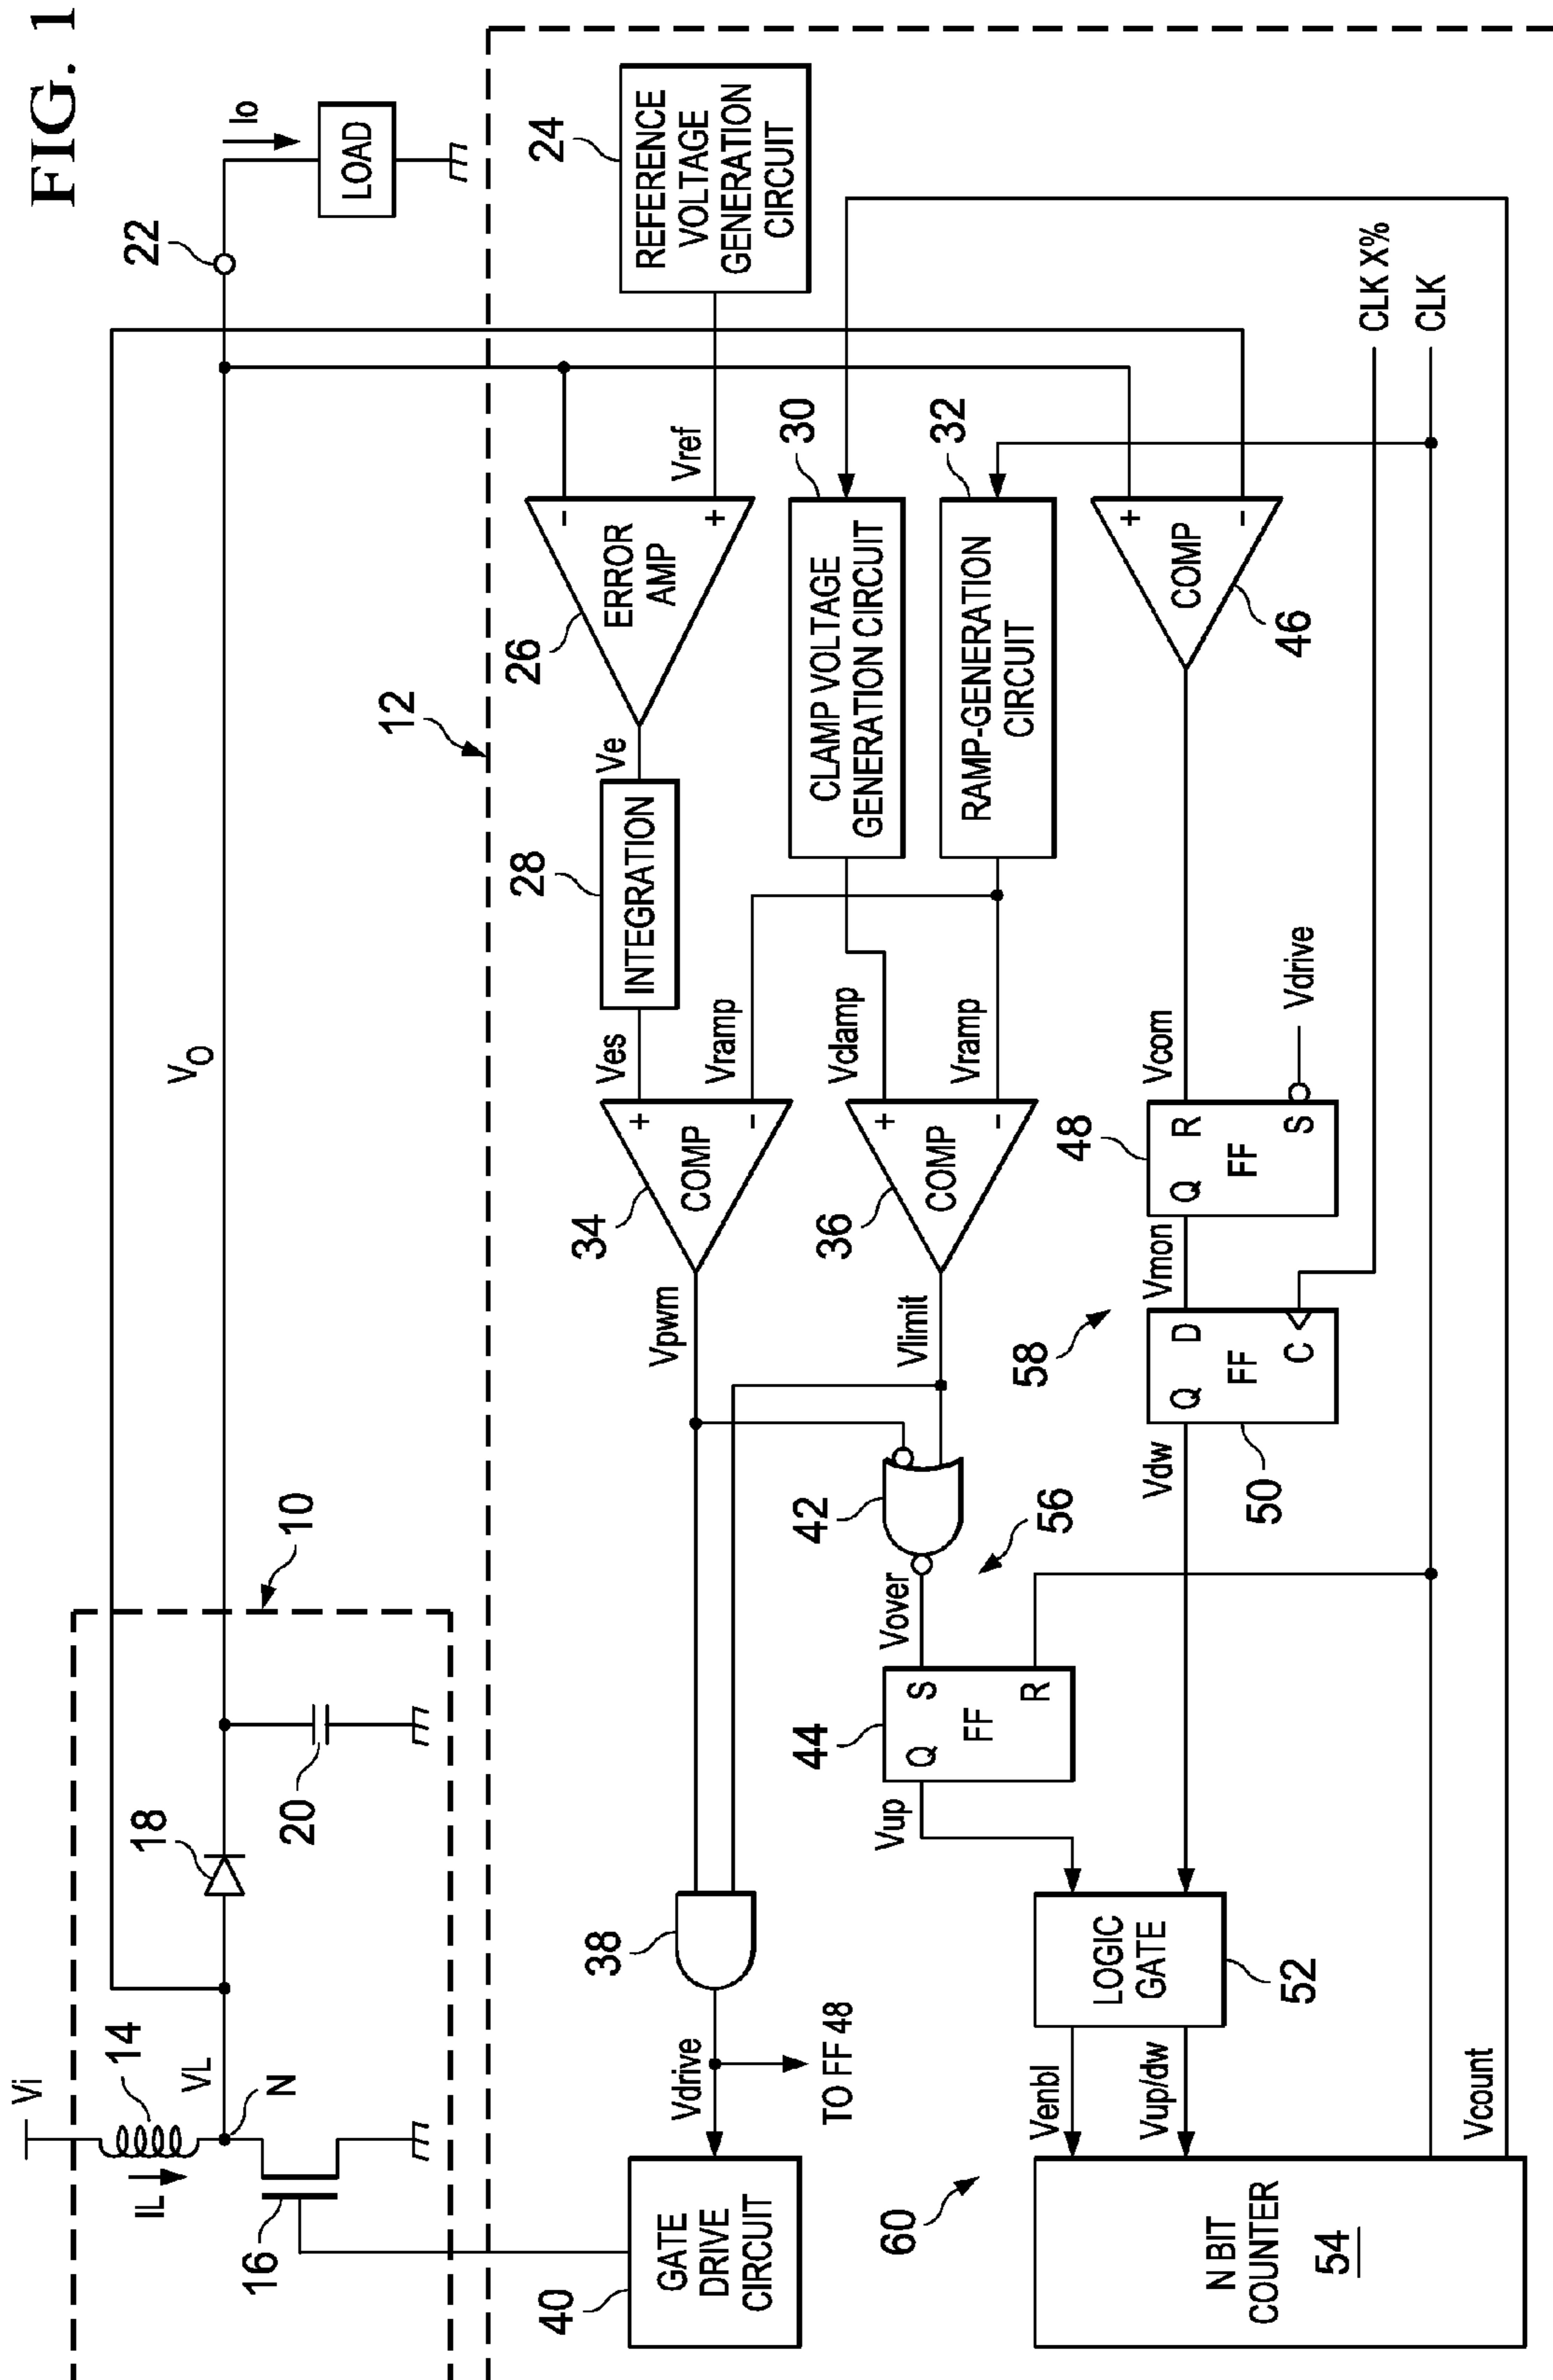 FIG. 1
Vi
14
IL
VL
N
16
18
20
10
VO
22
Io
LOAD
12
24
REFERENCE
VOLTAGE
GENERATION
CIRCUIT
Vref
-
+
ERROR
AMP
26
Ve
28
INTEGRATION
Ves
Vramp
+
-
COMP
34
Vpwm
30
CLAMP VOLTAGE
GENERATION CIRCUIT
32
RAMP-GENERATION
CIRCUIT
Vclamp
Vramp
+
-
COMP
36
Vlimit
38
Vdrive
TO FF 48
40
GATE
DRIVE
CIRCUIT
42
56
Vover
44
S
Q
FF
R
Vup
+
-
COMP
46
Vcom
Vdrive
48
R
Q
FF
S
Vmon
58
D
Q
FF
C
50
Vdw
CLK X%
CLK
LOGIC
GATE
52
Venbl
Vup/dw
60
N BIT
COUNTER
54
Vcount